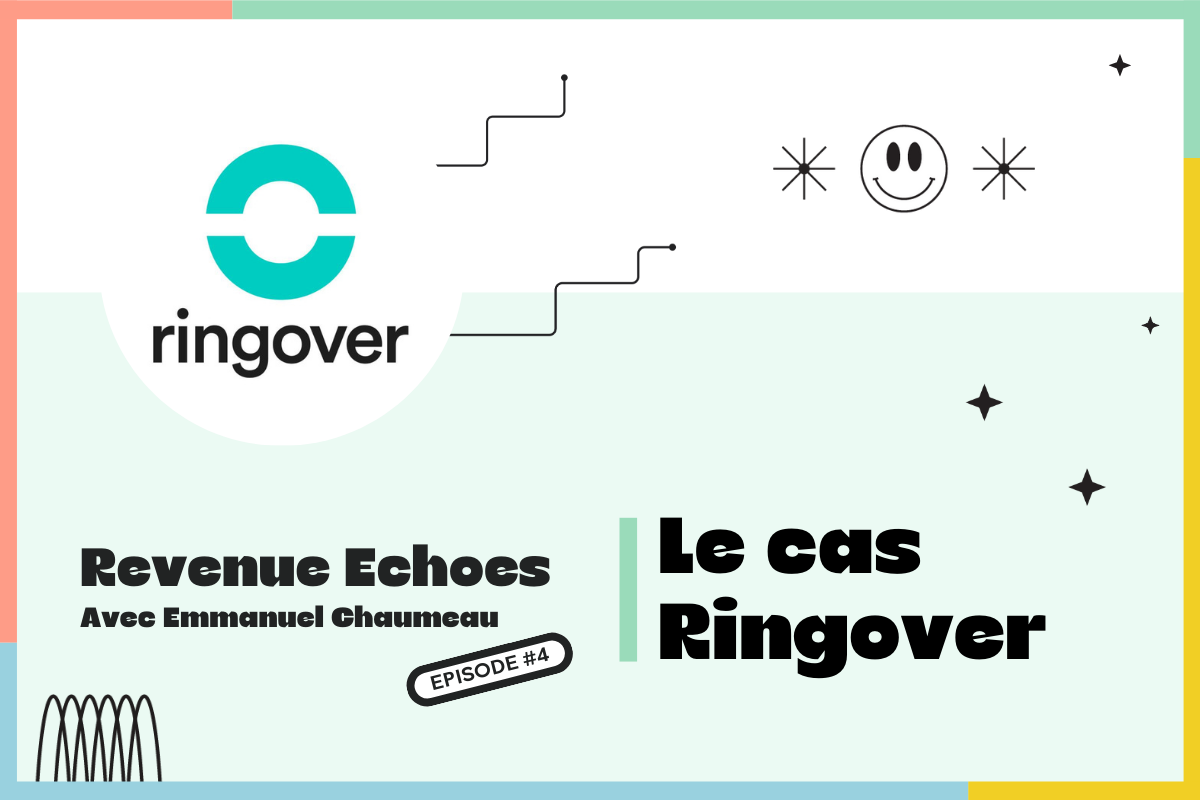 ringover
Revenue Echoes
Avec Emmanuel Chaumeau
EPISODE #4
Le cas
Ringover